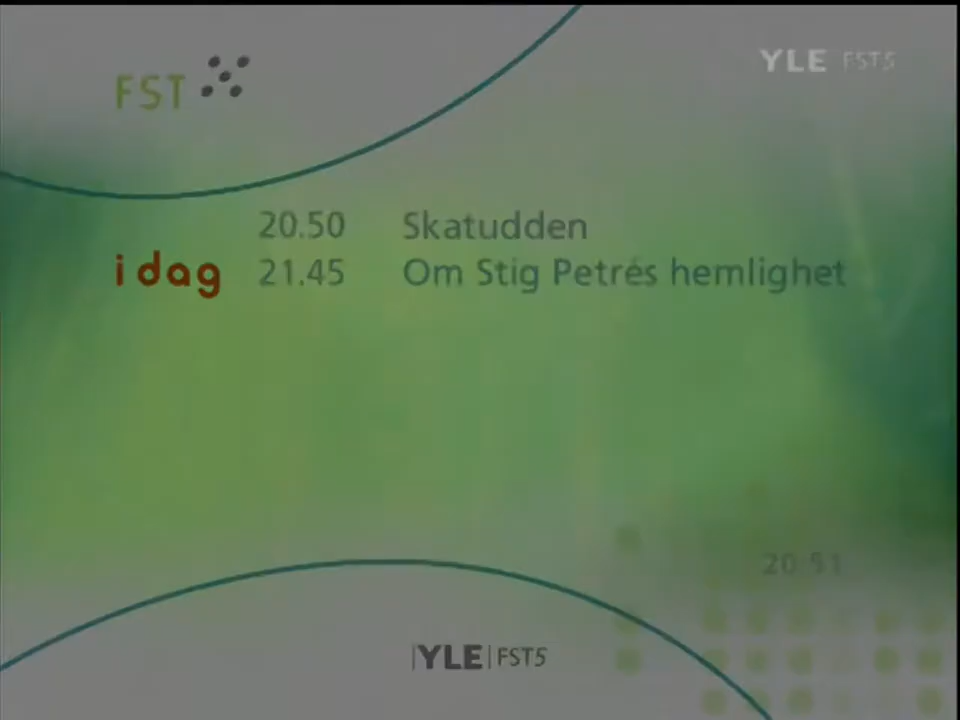 FST
YLE FST5
20.50 Skatudden
i dag 21.45 Om Stig Petrés hemlighet
20 51
YLE FST5